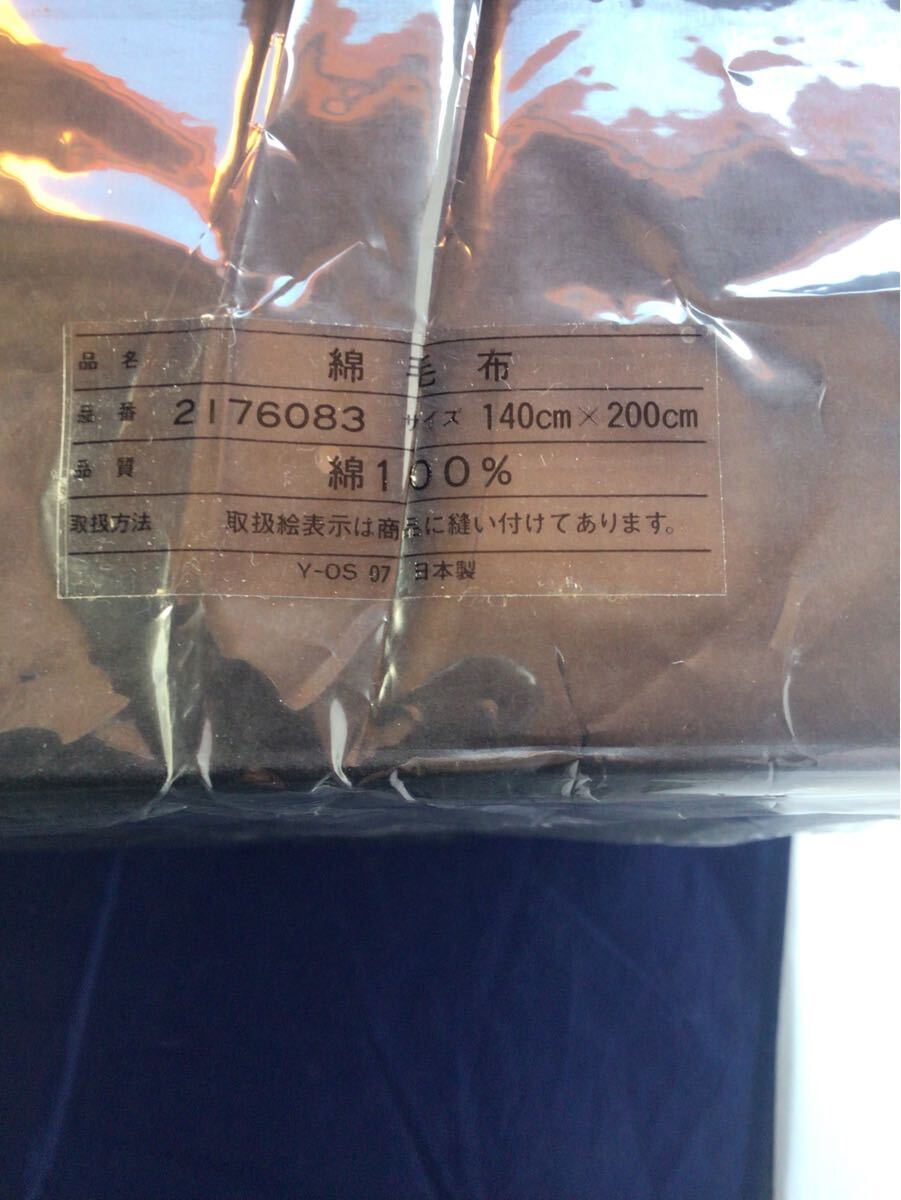 品名 綿毛布
品番 2176083 サイズ 140cm×200cm
品質 綿100%
取扱方法 取扱絵表示は商品に縫い付けてあります。
Y-OS 07 日本製